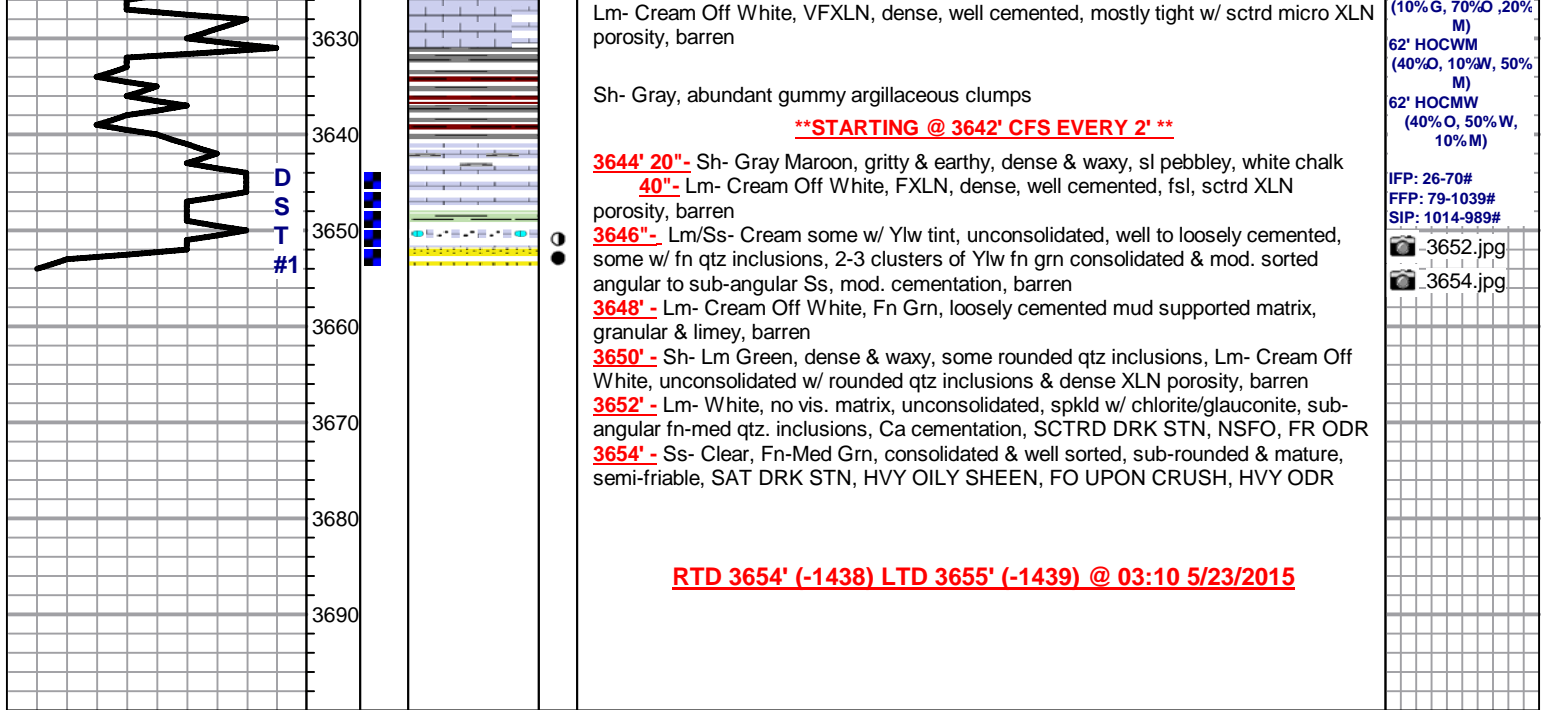 3630
3640
3650
3660
3670
3680
3690
D
S
T
#1
Lm- Cream Off White, VFXLN, dense, well cemented, mostly tight w/ sctrd micro XLN
porosity, barren
Sh- Gray, abundant gummy argillaceous clumps
**STARTING @ 3642' CFS EVERY 2' **
3644' 20"- Sh- Gray Maroon, gritty & earthy, dense & waxy, sl pebbley, white chalk
40"- Lm- Cream Off White, FXLN, dense, well cemented, fsl, sctrd XLN
porosity, barren
3646"- Lm/Ss- Cream some w/ Ylw tint, unconsolidated, well to loosely cemented,
some w/ fn qtz inclusions, 2-3 clusters of Ylw fn grn consolidated & mod. sorted
angular to sub-angular Ss, mod. cementation, barren
3648' - Lm- Cream Off White, Fn Grn, loosely cemented mud supported matrix,
granular & limey, barren
3650' - Sh- Lm Green, dense & waxy, some rounded qtz inclusions, Lm- Cream Off
White, unconsolidated w/ rounded qtz inclusions & dense XLN porosity, barren
3652' - Lm- White, no vis. matrix, unconsolidated, spkld w/ chlorite/glauconite, sub-
angular fn-med qtz. inclusions, Ca cementation, SCTRD DRK STN, NSFO, FR ODR
3654' - Ss- Clear, Fn-Med Grn, consolidated & well sorted, sub-rounded & mature,
semi-friable, SAT DRK STN, HVY OILY SHEEN, FO UPON CRUSH, HVY ODR
RTD 3654' (-1438) LTD 3655' (-1439) @ 03:10 5/23/2015
(10%G, 70%O ,20%
M)
62' HOCWM
(40%O, 10%W, 50%
M)
62' HOCMW
(40%O, 50%W,
10%M)
IFP: 26-70#
FFP: 79-1039#
SIP: 1014-989#
3652.jpg
3654.jpg